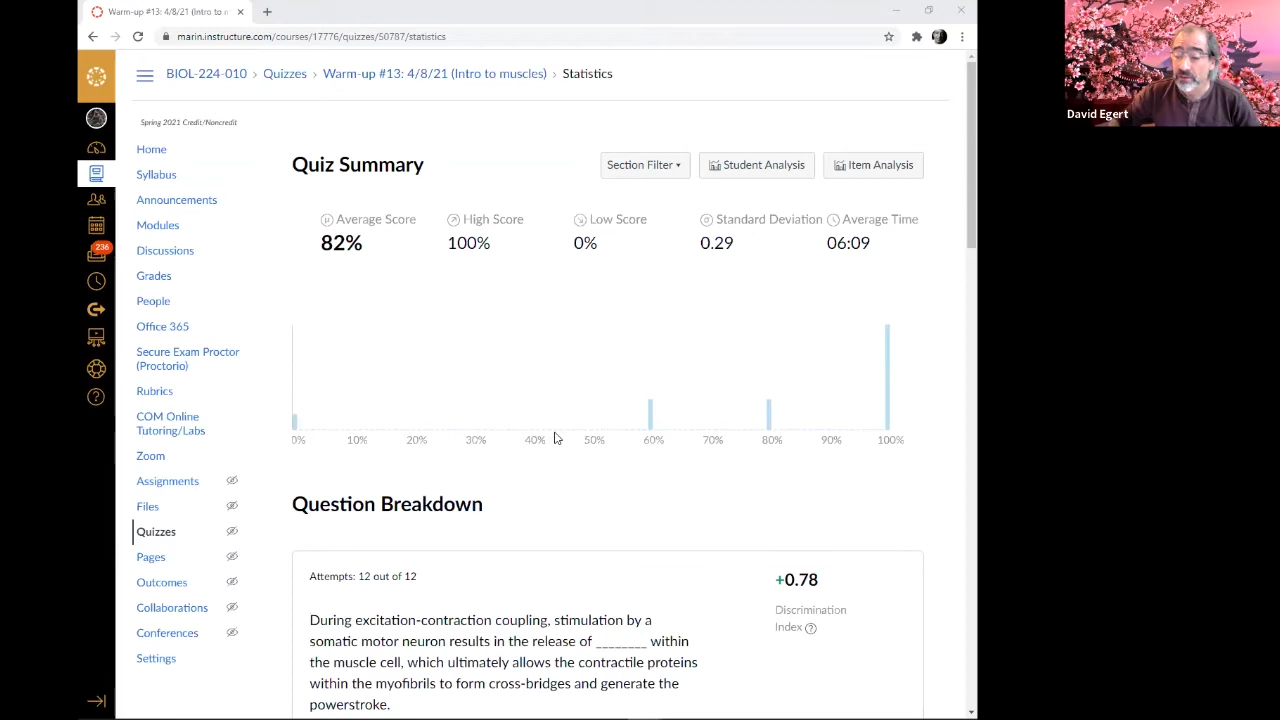 Warm-up #13: 4/8/21 (Intro to m
marin.instructure.com/courses/17776/quizzes/50787/statistics
David Egert
BIOL-224-010 › Quizzes › Warm-up #13: 4/8/21 (Intro to muscles) › Statistics
Spring 2021 Credit/Noncredit
236
Home
Syllabus
Announcements
Modules
Discussions
Grades
People
Office 365
Secure Exam Proctor
(Proctorio)
Rubrics
COM Online
Tutoring/Labs
Zoom
Assignments
Files
Quizzes
Pages
Outcomes
Collaborations
Conferences
Settings
Quiz Summary
Section Filter
Student Analysis
Item Analysis
Average Score High Score Low Score Standard Deviation Average Time
82% 100% 0% 0.29 06:09
0% 10% 20% 30% 40% 50% 60% 70% 80% 90% 100%
Question Breakdown
Attempts: 12 out of 12
+0.78
Discrimination
Index ?
During excitation-contraction coupling, stimulation by a
somatic motor neuron results in the release of ________ within
the muscle cell, which ultimately allows the contractile proteins
within the myofibrils to form cross-bridges and generate the
powerstroke.